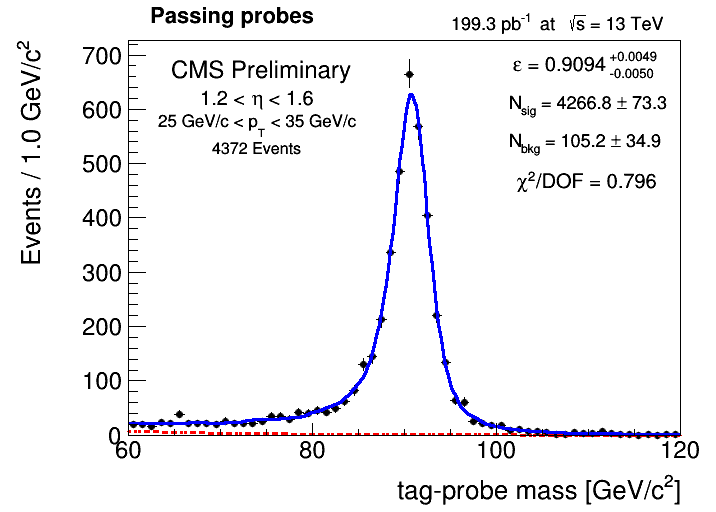 Passing probes
199.3 pb⁻¹ at √s = 13 TeV
CMS Preliminary
1.2 < η < 1.6
25 GeV/c < p_T < 35 GeV/c
4372 Events
ε = 0.9094 +0.0049 -0.0050
N_sig = 4266.8 ± 73.3
N_bkg = 105.2 ± 34.9
χ²/DOF = 0.796
Events / 1.0 GeV/c²
700
600
500
400
300
200
100
0
60 80 100 120
tag-probe mass [GeV/c²]